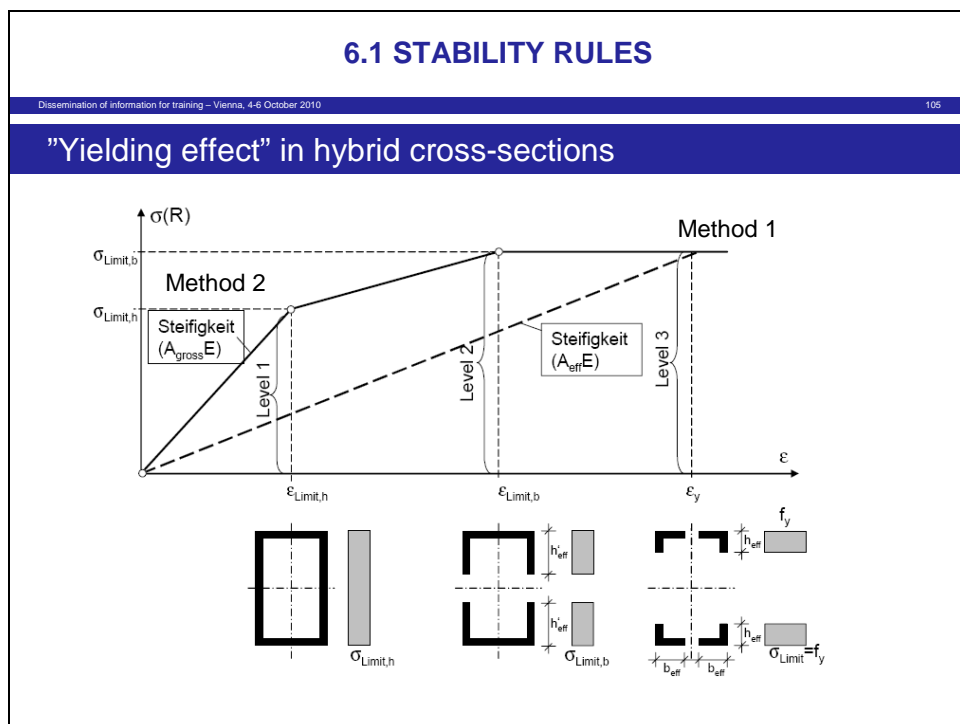 6.1 STABILITY RULES
Dissemination of information for training – Vienna, 4-6 October 2010 105
”Yielding effect” in hybrid cross-sections
σ(R)
Method 1
σLimit,b
Method 2
σLimit,h
Steifigkeit
(AgrossE)
Steifigkeit
(AeffE)
Level 1
Level 2
Level 3
ε
εLimit,h
εLimit,b
εy
fy
h'eff
heff
h'eff
heff
σLimit,h
σLimit,b
σLimit=fy
beff
beff